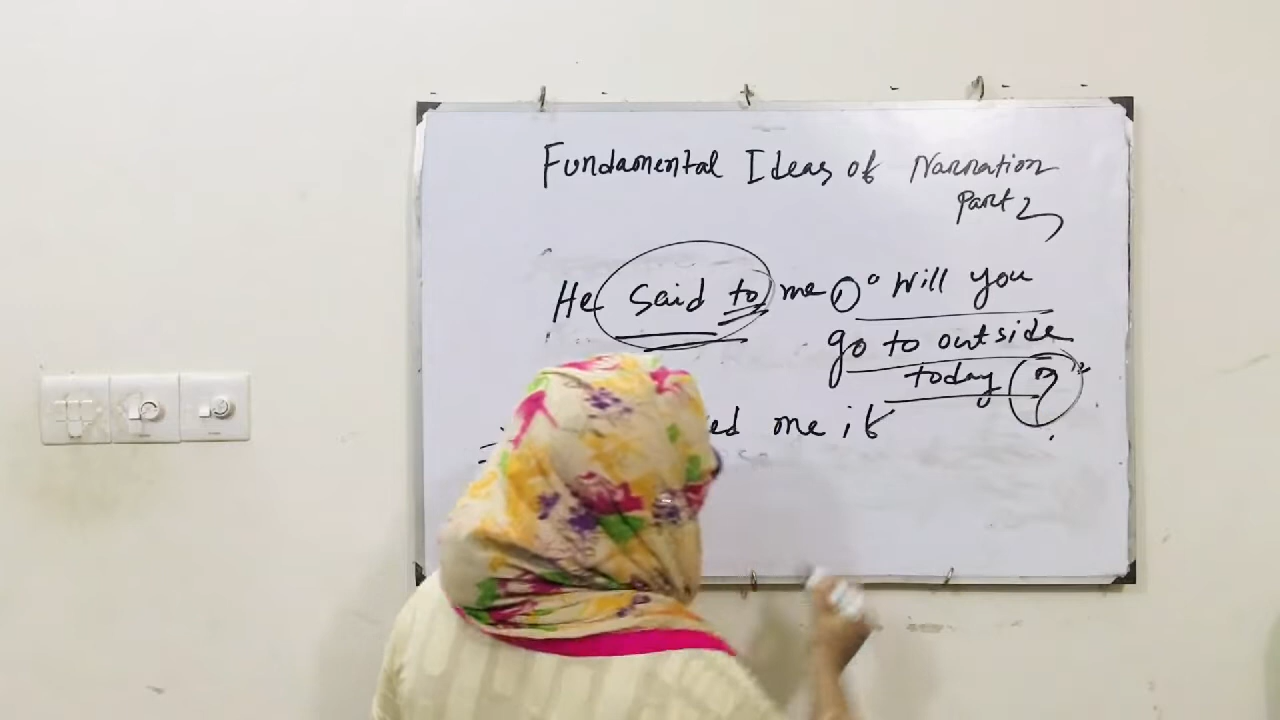 Fundamental Ideas of Narration
Part 2
He said to me , " Will you
go to outside
today ? "
ed me if